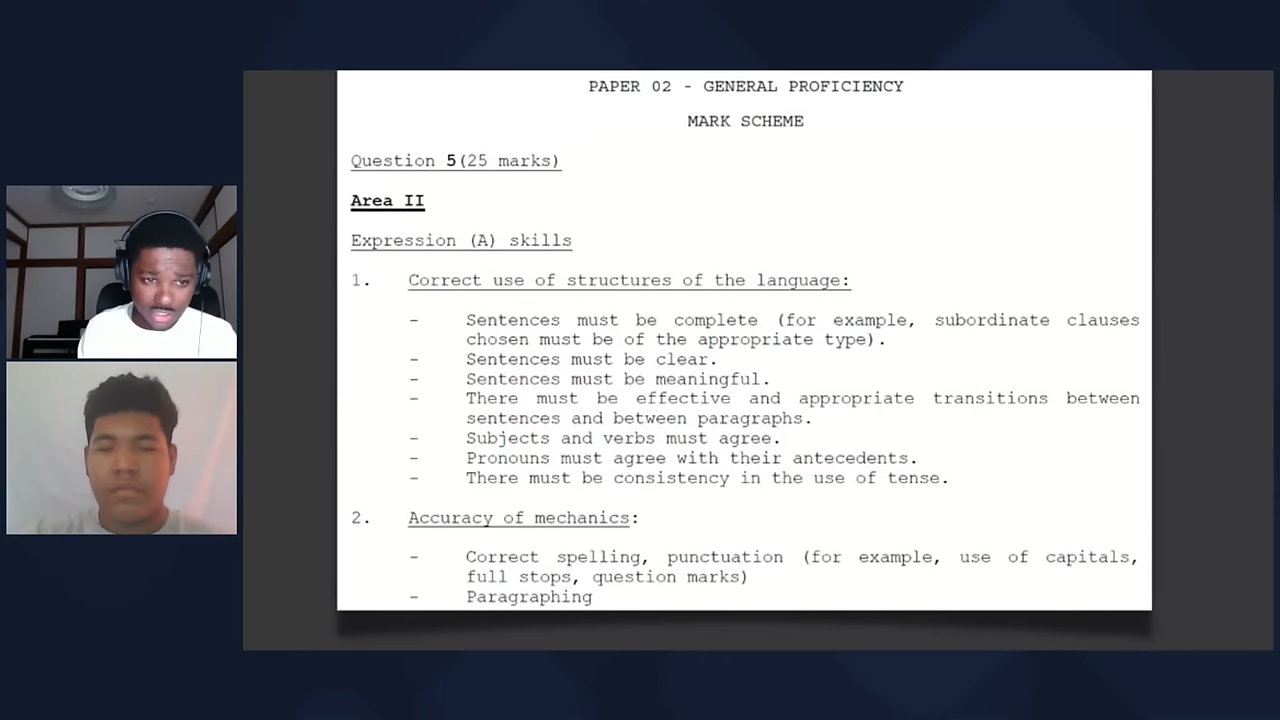 PAPER 02 - GENERAL PROFICIENCY
MARK SCHEME
Question 5(25 marks)
Area II
Expression (A) skills
1. Correct use of structures of the language:
- Sentences must be complete (for example, subordinate clauses
chosen must be of the appropriate type).
- Sentences must be clear.
- Sentences must be meaningful.
- There must be effective and appropriate transitions between
sentences and between paragraphs.
- Subjects and verbs must agree.
- Pronouns must agree with their antecedents.
- There must be consistency in the use of tense.
2. Accuracy of mechanics:
- Correct spelling, punctuation (for example, use of capitals,
full stops, question marks)
- Paragraphing